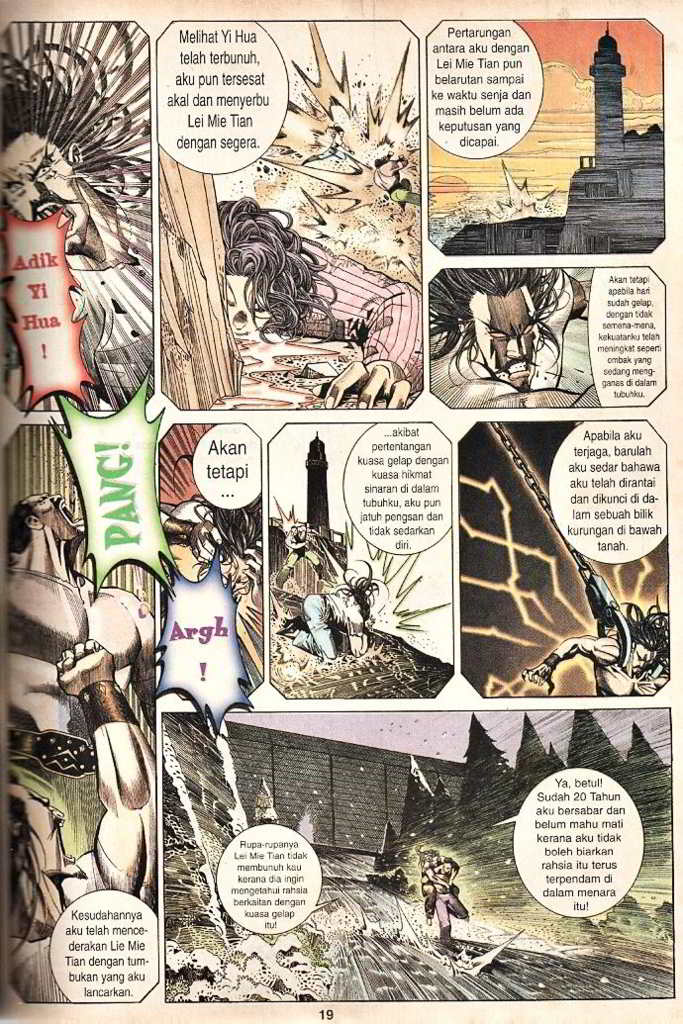 Adik
Yi
Hua
!
Melihat Yi Hua
telah terbunuh,
aku pun tersesat
akal dan menyerbu
Lei Mie Tian
dengan segera.
Pertarungan
antara aku dengan
Lei Mie Tian pun
belarutan sampai
ke waktu senja dan
masih belum ada
keputusan yang
dicapai.
Akan tetapi
apabila hari
sudah gelap,
dengan tidak
semena-mena,
kekuatanku telah
meningkat seperti
ombak yang
sedang meng-
ganas di dalam
tubuhku.
PANG!
Kesudahannya
aku telah mence-
derakan Lie Mie
Tian dengan tum-
bukan yang aku
lancarkan.
Akan
tetapi
...
Argh
!
...akibat
pertentangan
kuasa gelap dengan
kuasa hikmat
sinaran di dalam
tubuhku, aku pun
jatuh pengsan dan
tidak sedarkan
diri.
Apabila aku
terjaga, barulah
aku sedar bahawa
aku telah dirantai
dan dikunci di da-
lam sebuah bilik
kurungan di bawah
tanah.
Rupa-rupanya
Lei Mie Tian tidak
membunuh kau
kerana dia ingin
mengetahui rahsia
berkaitan dengan
kuasa gelap
itu!
Ya, betul!
Sudah 20 Tahun
aku bersabar dan
belum mahu mati
kerana aku tidak
boleh biarkan
rahsia itu terus
terpendam di
dalam menara
itu!
19